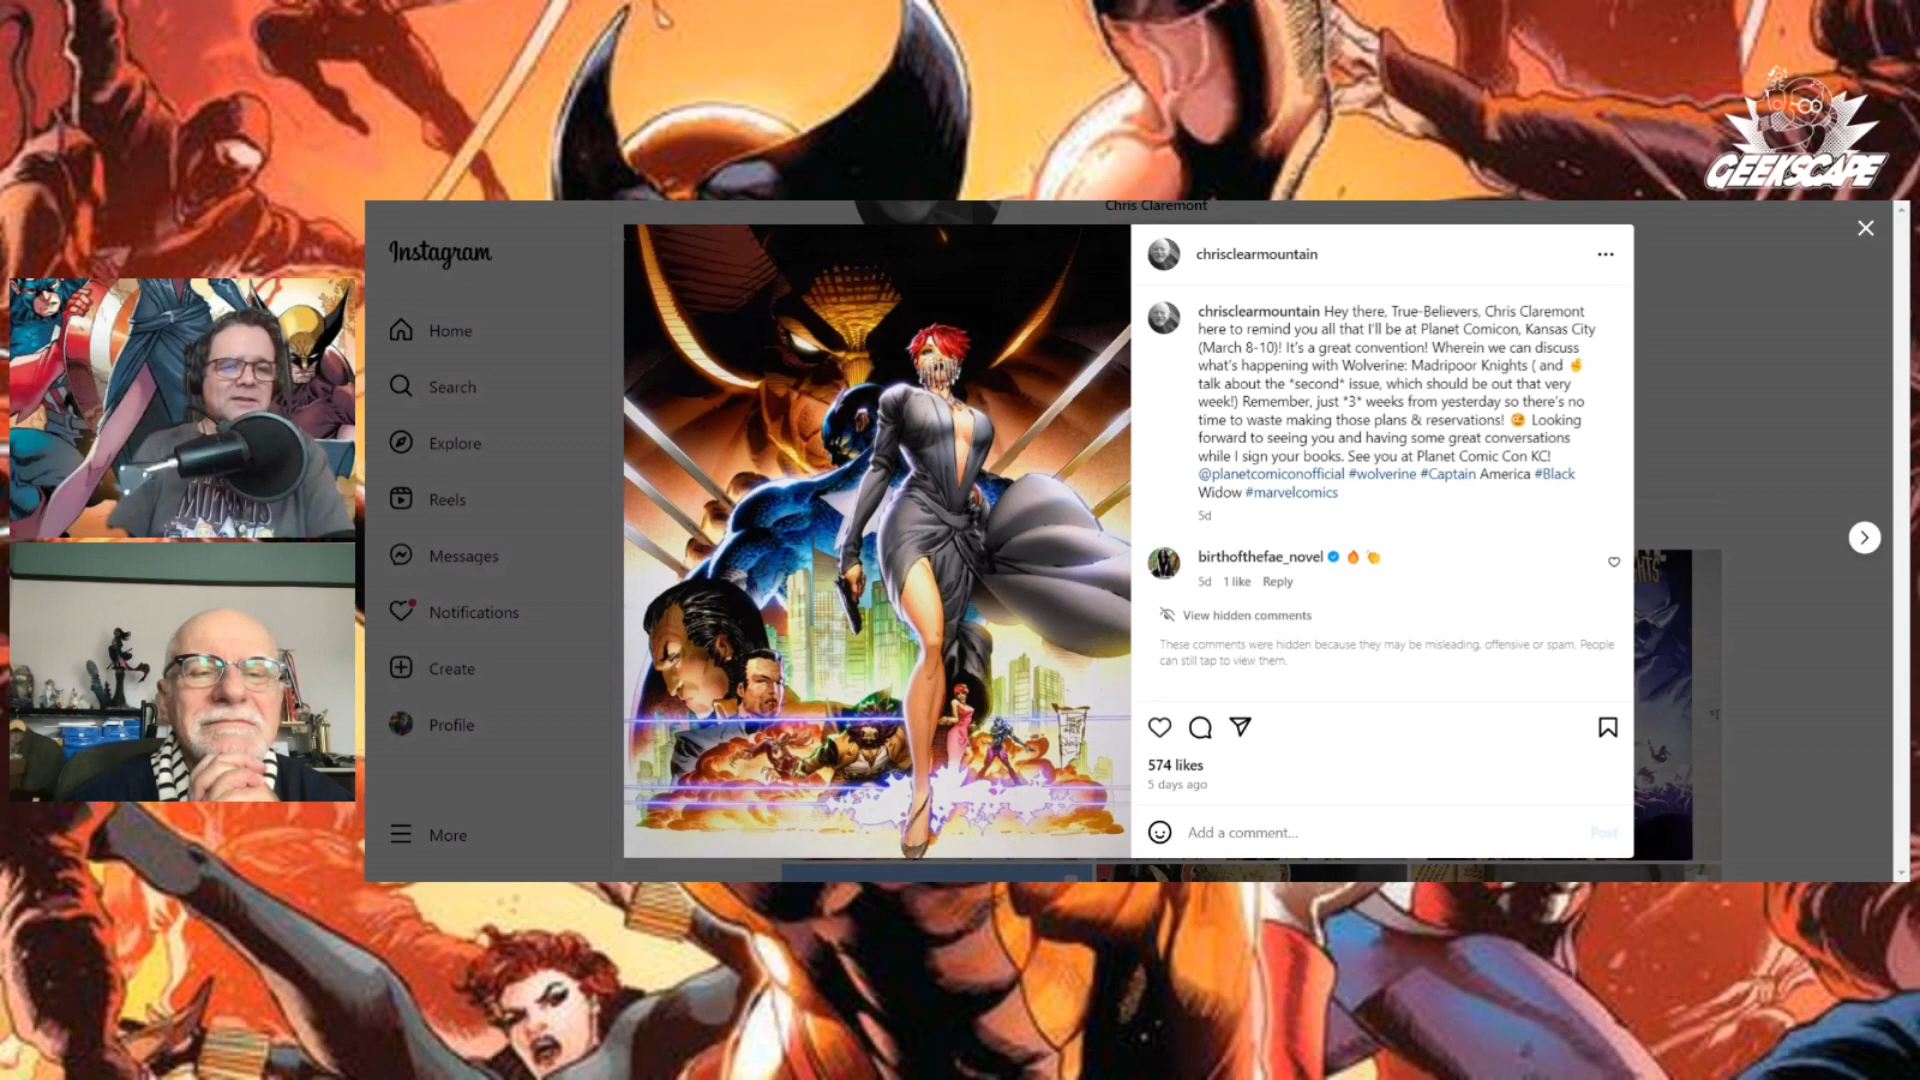 GEEKSCAPE
Chris Claremont
Instagram
Home
Search
Explore
Reels
Messages
Notifications
Create
Profile
More
chrisclearmountain
chrisclearmountain Hey there, True-Believers, Chris Claremont
here to remind you all that I'll be at Planet Comicon, Kansas City
(March 8-10)! It's a great convention! Wherein we can discuss
what's happening with Wolverine: Madripoor Knights ( and ☝
talk about the *second* issue, which should be out that very
week!) Remember, just *3* weeks from yesterday so there's no
time to waste making those plans & reservations! 😉 Looking
forward to seeing you and having some great conversations
while I sign your books. See you at Planet Comic Con KC!
@planetcomiconofficial #wolverine #Captain America #Black
Widow #marvelcomics
5d
birthofthefae_novel 🔥 👏
5d 1 like Reply
View hidden comments
These comments were hidden because they may be misleading, offensive or spam. People
can still tap to view them.
574 likes
5 days ago
Add a comment...
Post